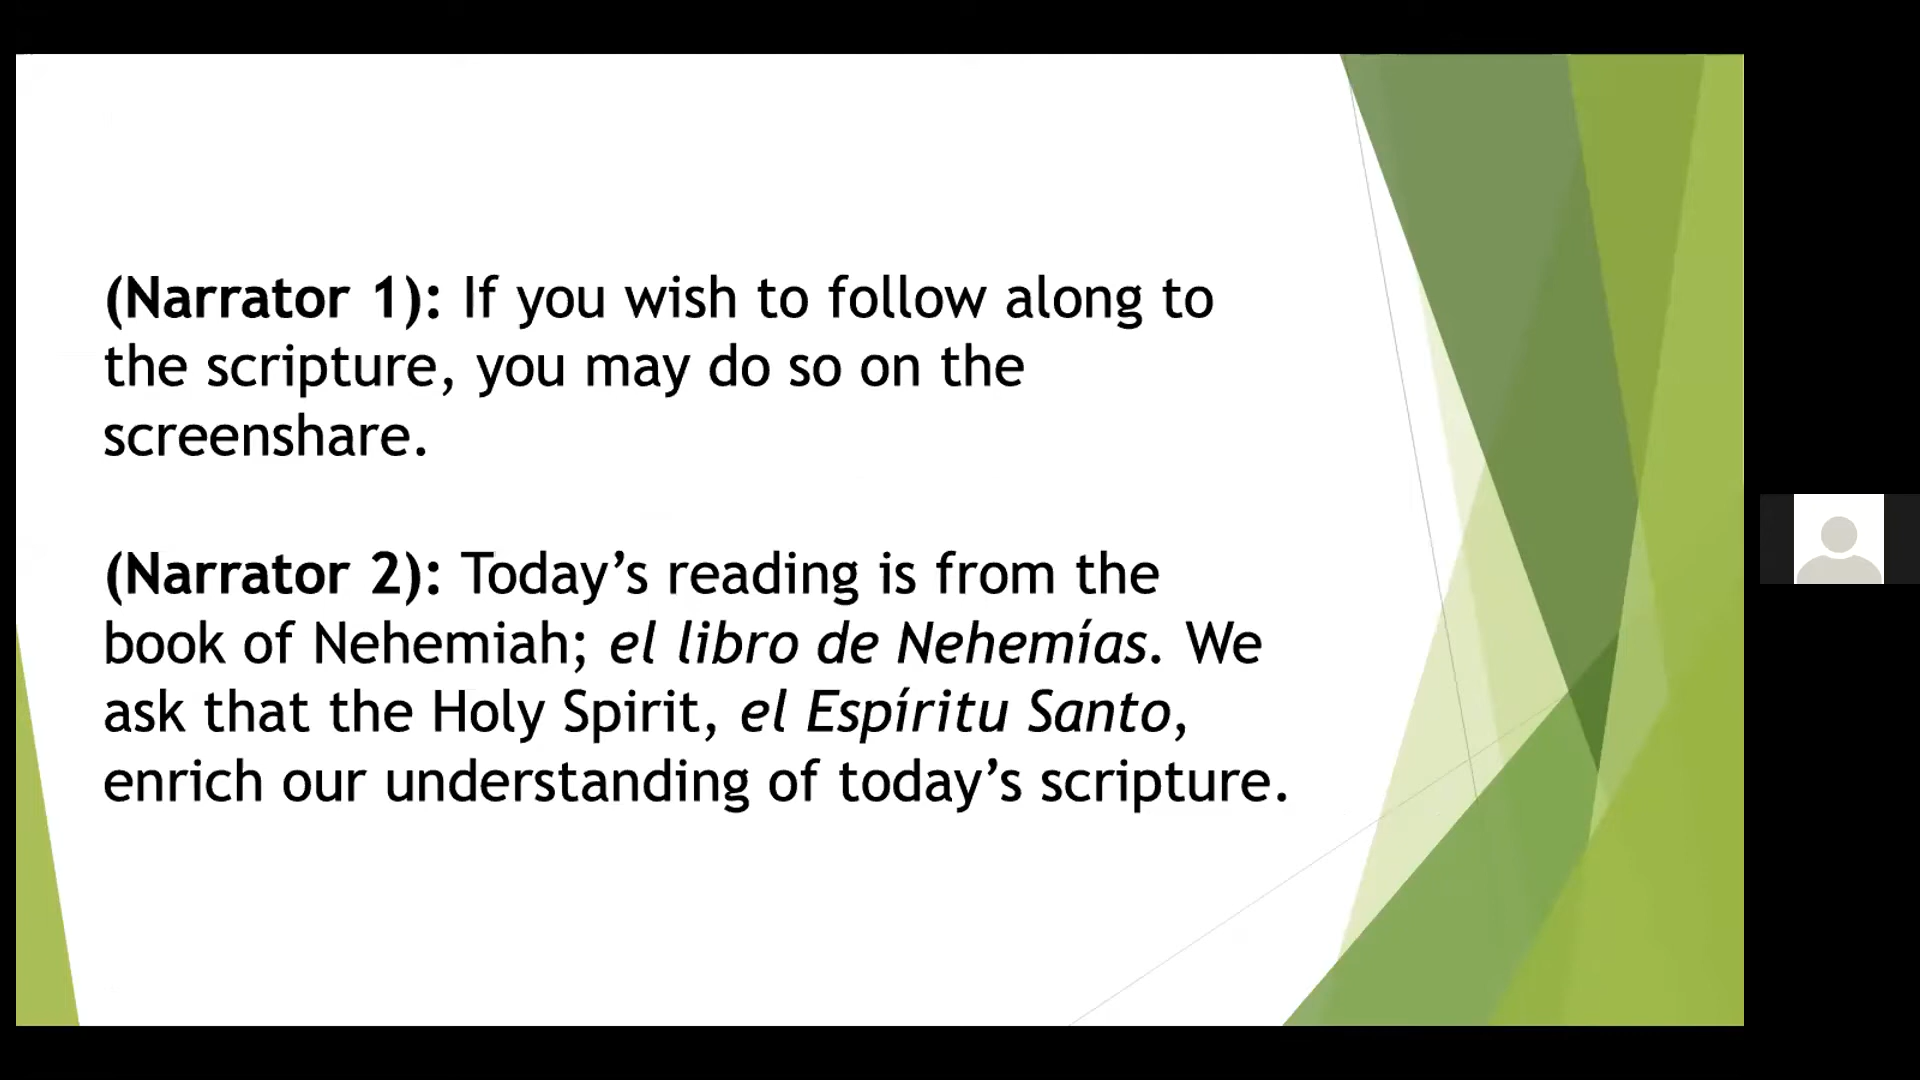 (Narrator 1): If you wish to follow along to
the scripture, you may do so on the
screenshare.
(Narrator 2): Today’s reading is from the
book of Nehemiah; el libro de Nehemías. We
ask that the Holy Spirit, el Espíritu Santo,
enrich our understanding of today’s scripture.